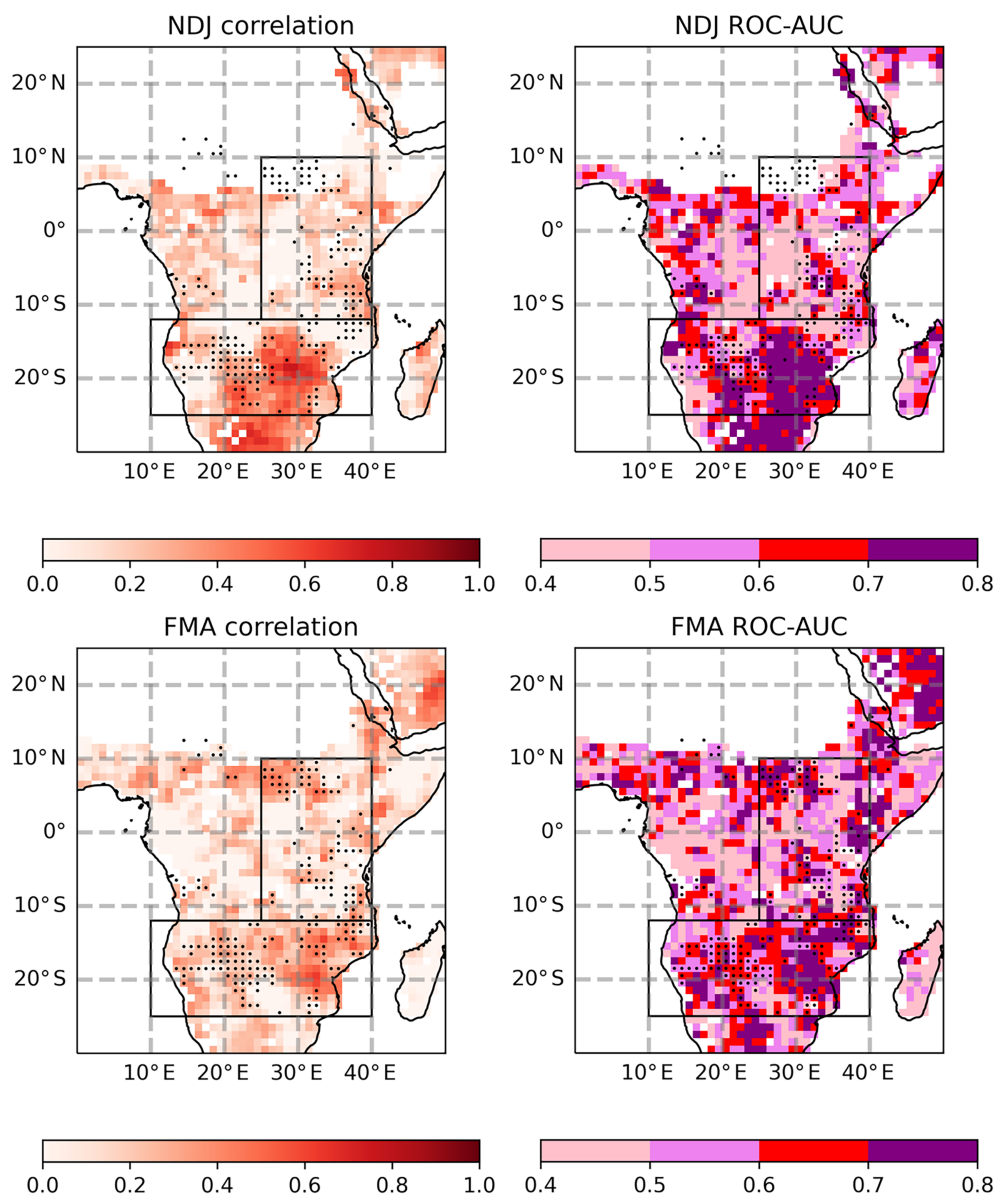 NDJ correlation
NDJ ROC-AUC
20°N
20°N
10°N
10°N
0°
0°
10°S
10°S
20°S
20°S
10°E 20°E 30°E 40°E
10°E 20°E 30°E 40°E
0.0 0.2 0.4 0.6 0.8 1.0
0.4 0.5 0.6 0.7 0.8
FMA correlation
FMA ROC-AUC
20°N
20°N
10°N
10°N
0°
0°
10°S
10°S
20°S
20°S
10°E 20°E 30°E 40°E
10°E 20°E 30°E 40°E
0.0 0.2 0.4 0.6 0.8 1.0
0.4 0.5 0.6 0.7 0.8